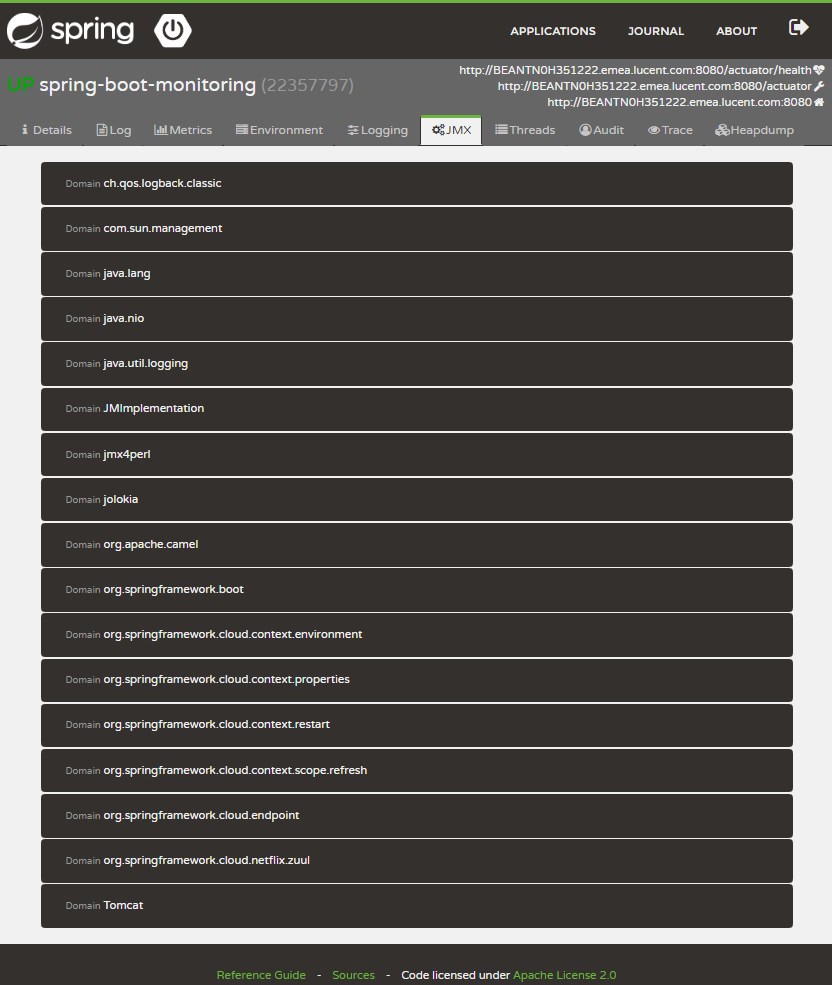 spring
APPLICATIONS JOURNAL ABOUT
http://BEANTN0H351222.emea.lucent.com:8080/actuator/health
UP spring-boot-monitoring (22357797)
http://BEANTN0H351222.emea.lucent.com:8080/actuator
http://BEANTN0H351222.emea.lucent.com:8080
Details Log Metrics Environment Logging JMX Threads Audit Trace Heapdump
Domain ch.qos.logback.classic
Domain com.sun.management
Domain java.lang
Domain java.nio
Domain java.util.logging
Domain JMImplementation
Domain jmx4perl
Domain jolokia
Domain org.apache.camel
Domain org.springframework.boot
Domain org.springframework.cloud.context.environment
Domain org.springframework.cloud.context.properties
Domain org.springframework.cloud.context.restart
Domain org.springframework.cloud.context.scope.refresh
Domain org.springframework.cloud.endpoint
Domain org.springframework.cloud.netflix.zuul
Domain Tomcat
Reference Guide - Sources - Code licensed under Apache License 2.0